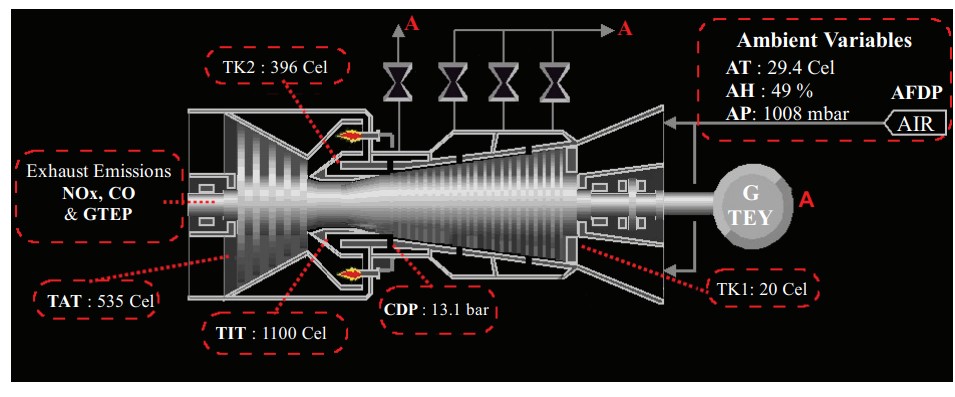 A
A
TK2 : 396 Cel
Ambient Variables
AT : 29.4 Cel
AH : 49 %
AP: 1008 mbar
AFDP
AIR
Exhaust Emissions
NOx, CO
& GTEP
G
TEY
A
TAT : 535 Cel
TIT : 1100 Cel
CDP : 13.1 bar
TK1: 20 Cel